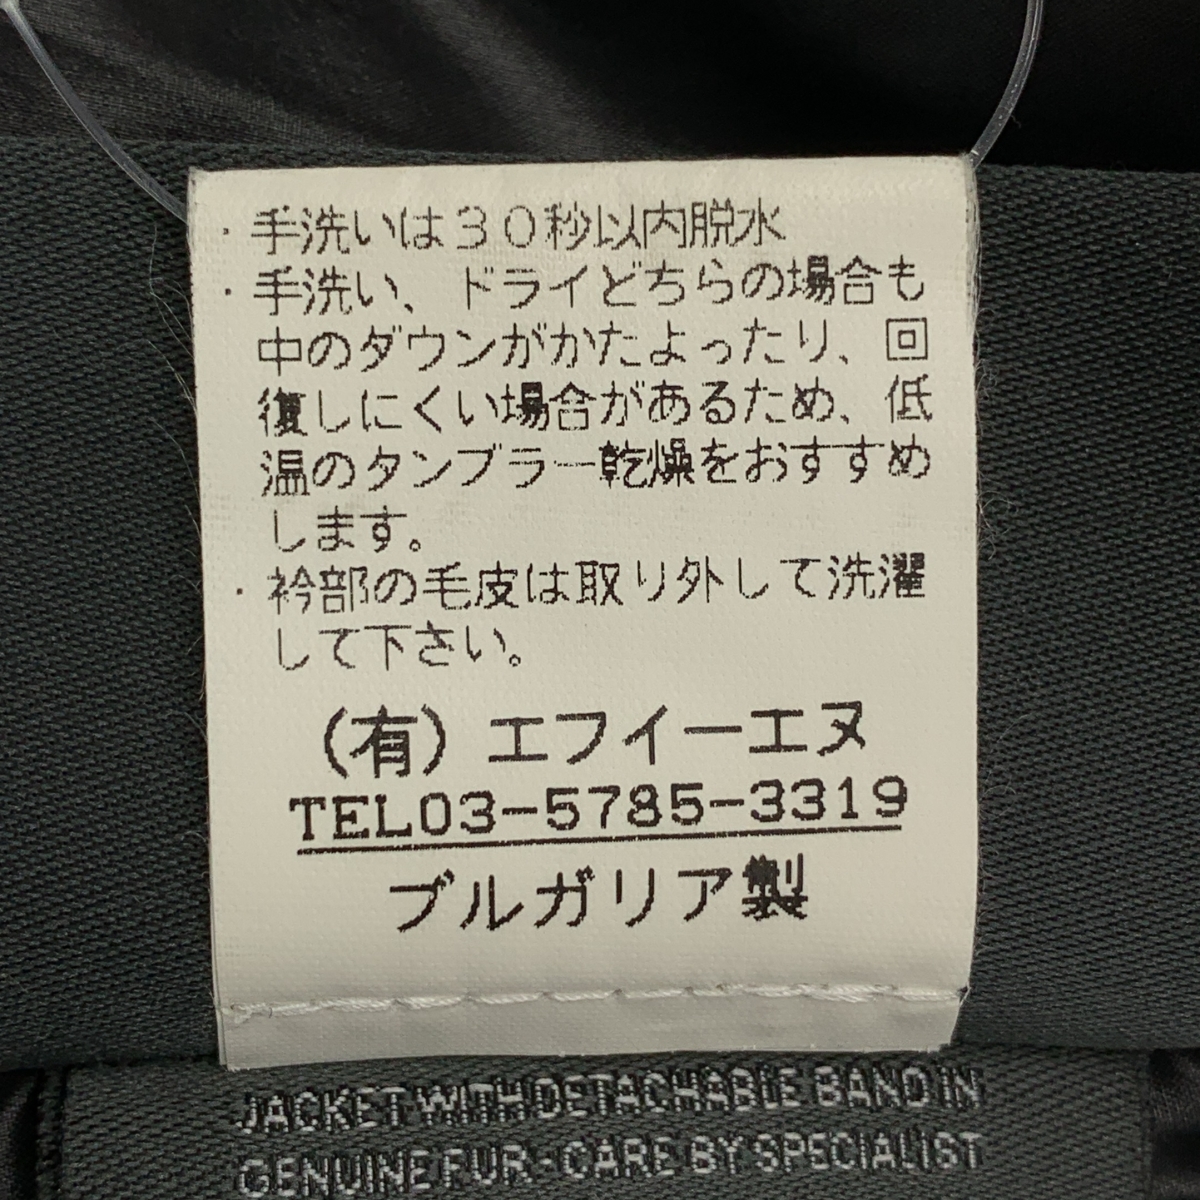 ・手洗いは30秒以内脱水
・手洗い、ドライどちらの場合も
中のダウンがかたよったり、回
復しにくい場合があるため、低
温のタンブラー乾燥をおすすめ
します。
・衿部の毛皮は取り外して洗濯
して下さい。
(有)エフイーエヌ
TEL03-5785-3319
ブルガリア製
JACKET WITH DETACHABLE BAND IN
GENUINE FUR - CARE BY SPECIALIST